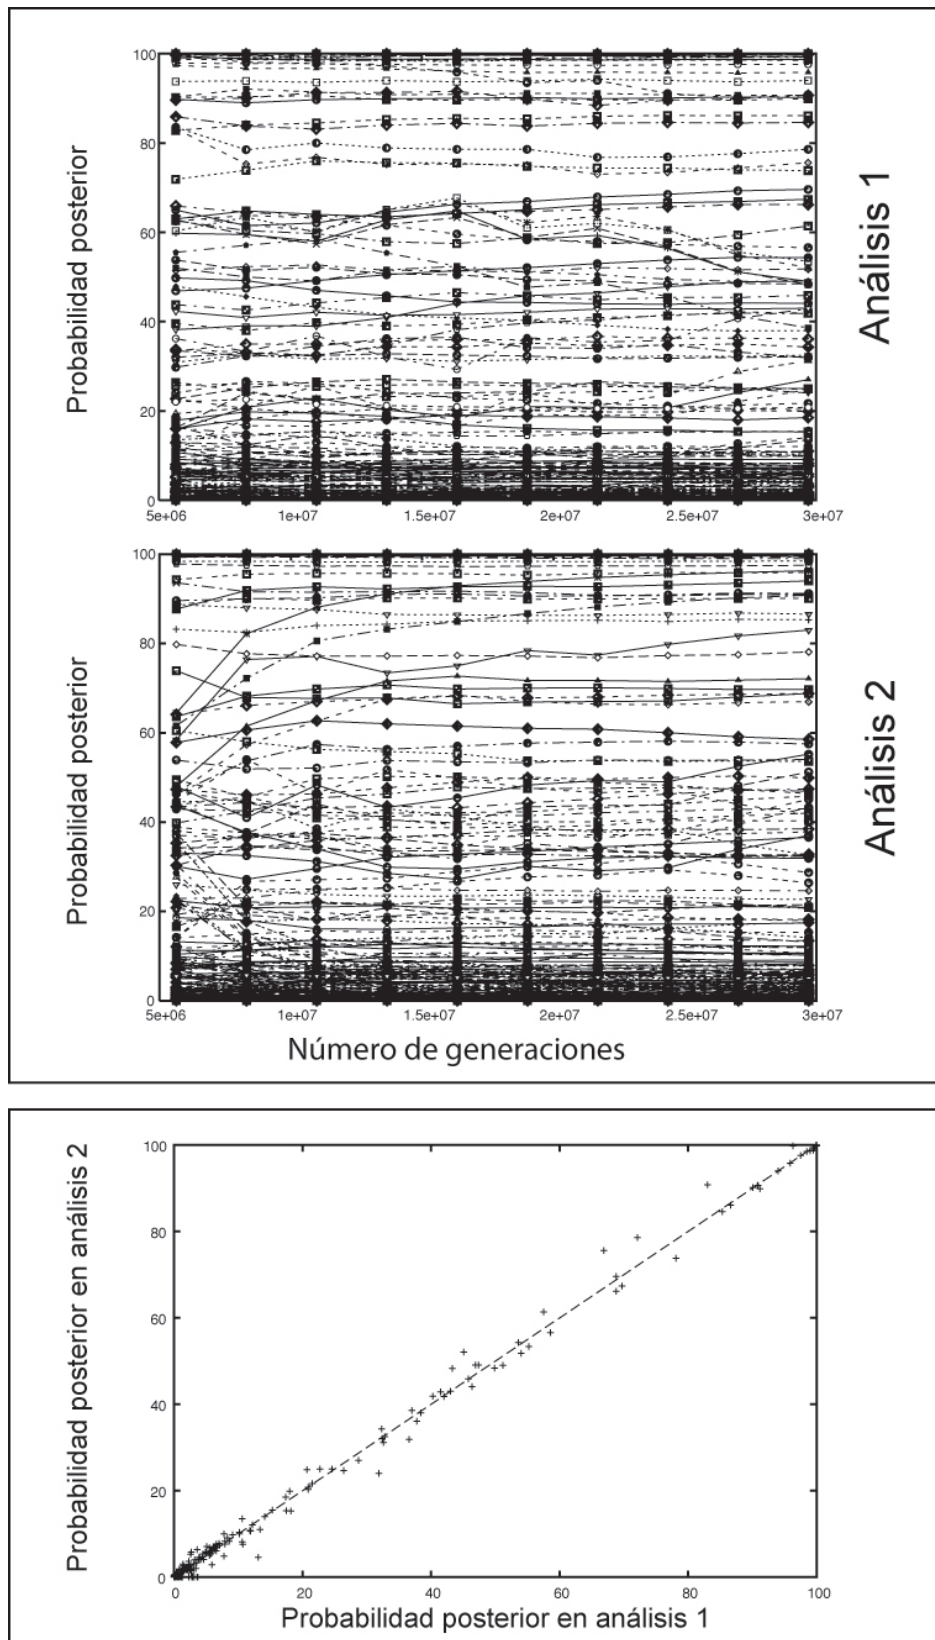 100
80
60
40
20
0
Probabilidad posterior
5e+06 1e+07 1.5e+07 2e+07 2.5e+07 3e+07
Análisis 1
100
80
60
40
20
0
Probabilidad posterior
5e+06 1e+07 1.5e+07 2e+07 2.5e+07 3e+07
Análisis 2
Número de generaciones
100
80
60
40
20
0
Probabilidad posterior en análisis 2
0 20 40 60 80 100
Probabilidad posterior en análisis 1